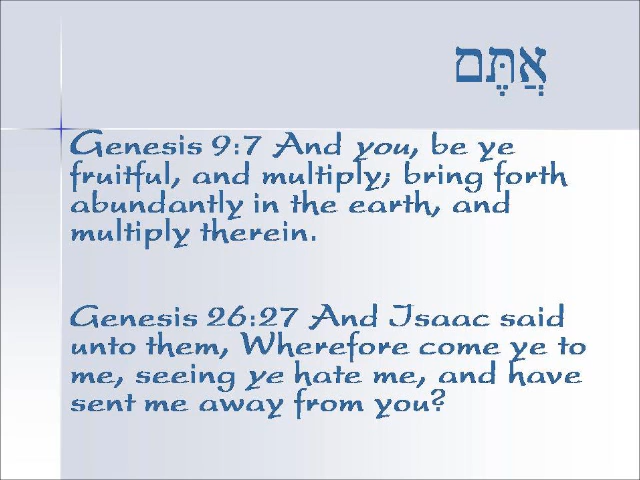 אֲתֶּם
Genesis 9:7 And you, be ye
fruitful, and multiply; bring forth
abundantly in the earth, and
multiply therein.
Genesis 26:27 And Isaac said
unto them, Wherefore come ye to
me, seeing ye hate me, and have
sent me away from you?